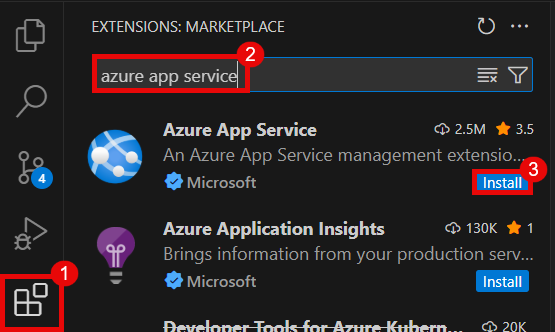 EXTENSIONS: MARKETPLACE
2
azure app service
Azure App Service 2.5M 3.5
An Azure App Service management extensio...
3
Microsoft Install
4
Azure Application Insights 130K 1
Brings information from your production serv...
1
Microsoft Install
Developer Tools for Azure Kubern... 20K